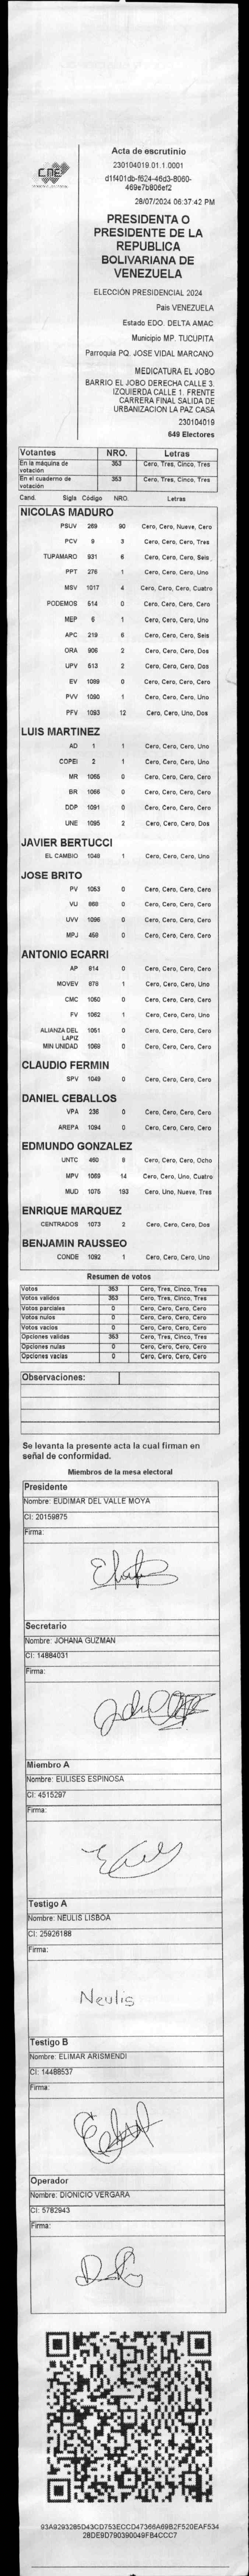 CNE
Acta de escrutinio
230104019.01.1.0001
d1f401db-f624-46d3-8060-
469e7b806ef2
28/07/2024 06:37:42 PM
PRESIDENTA O
PRESIDENTE DE LA
REPUBLICA
BOLIVARIANA DE
VENEZUELA
ELECCIÓN PRESIDENCIAL 2024
País VENEZUELA
Estado EDO. DELTA AMAC
Municipio MP. TUCUPITA
Parroquia PQ. JOSE VIDAL MARCANO
MEDICATURA EL JOBO
BARRIO EL JOBO DERECHA CALLE 3.
IZQUIERDA CALLE 1. FRENTE
CARRERA FINAL SALIDA DE
URBANIZACION LA PAZ CASA
230104019
649 Electores
Votantes NRO. Letras
En la máquina de votación 353 Cero, Tres, Cinco, Tres
En el cuaderno de votación 353 Cero, Tres, Cinco, Tres
Cand. Sigla Código NRO. Letras
NICOLAS MADURO
PSUV 269 90 Cero, Cero, Nueve, Cero
PCV 9 3 Cero, Cero, Cero, Tres
TUPAMARO 931 6 Cero, Cero, Cero, Seis
PPT 276 1 Cero, Cero, Cero, Uno
MSV 1017 4 Cero, Cero, Cero, Cuatro
PODEMOS 514 0 Cero, Cero, Cero, Cero
MEP 6 1 Cero, Cero, Cero, Uno
APC 219 6 Cero, Cero, Cero, Seis
ORA 906 2 Cero, Cero, Cero, Dos
UPV 513 2 Cero, Cero, Cero, Dos
EV 1099 0 Cero, Cero, Cero, Cero
PVV 1090 1 Cero, Cero, Cero, Uno
PFV 1093 12 Cero, Cero, Uno, Dos
LUIS MARTINEZ
AD 1 1 Cero, Cero, Cero, Uno
COPEI 2 1 Cero, Cero, Cero, Uno
MR 1065 0 Cero, Cero, Cero, Cero
BR 1066 0 Cero, Cero, Cero, Cero
DDP 1091 0 Cero, Cero, Cero, Cero
UNE 1095 2 Cero, Cero, Cero, Dos
JAVIER BERTUCCI
EL CAMBIO 1048 1 Cero, Cero, Cero, Uno
JOSE BRITO
PV 1053 0 Cero, Cero, Cero, Cero
VU 860 0 Cero, Cero, Cero, Cero
UVV 1096 0 Cero, Cero, Cero, Cero
MPJ 459 0 Cero, Cero, Cero, Cero
ANTONIO ECARRI
AP 914 0 Cero, Cero, Cero, Cero
MOVEV 876 1 Cero, Cero, Cero, Uno
CMC 1050 0 Cero, Cero, Cero, Cero
FV 1062 1 Cero, Cero, Cero, Uno
ALIANZA DEL LAPIZ 1051 0 Cero, Cero, Cero, Cero
MIN UNIDAD 1068 0 Cero, Cero, Cero, Cero
CLAUDIO FERMIN
SPV 1049 0 Cero, Cero, Cero, Cero
DANIEL CEBALLOS
VPA 236 0 Cero, Cero, Cero, Cero
AREPA 1094 0 Cero, Cero, Cero, Cero
EDMUNDO GONZALEZ
UNTC 460 8 Cero, Cero, Cero, Ocho
MPV 1069 14 Cero, Cero, Uno, Cuatro
MUD 1075 193 Cero, Uno, Nueve, Tres
ENRIQUE MARQUEZ
CENTRADOS 1073 2 Cero, Cero, Cero, Dos
BENJAMIN RAUSSEO
CONDE 1092 1 Cero, Cero, Cero, Uno
Resumen de votos
Votos 353 Cero, Tres, Cinco, Tres
Votos validos 353 Cero, Tres, Cinco, Tres
Votos parciales 0 Cero, Cero, Cero, Cero
Votos nulos 0 Cero, Cero, Cero, Cero
Votos vacios 0 Cero, Cero, Cero, Cero
Opciones validas 353 Cero, Tres, Cinco, Tres
Opciones nulas 0 Cero, Cero, Cero, Cero
Opciones vacias 0 Cero, Cero, Cero, Cero
Observaciones:
Se levanta la presente acta la cual firman en
señal de conformidad.
Miembros de la mesa electoral
Presidente
Nombre: EUDIMAR DEL VALLE MOYA
CI: 20159875
Firma:
Secretario
Nombre: JOHANA GUZMAN
CI: 14884031
Firma:
Miembro A
Nombre: EULISES ESPINOSA
CI: 4515297
Firma:
Testigo A
Nombre: NEULIS LISBOA
CI: 25926188
Firma:
Neulis
Testigo B
Nombre: ELIMAR ARISMENDI
CI: 14488537
Firma:
Operador
Nombre: DIONICIO VERGARA
CI: 5782943
Firma:
93A9293285D43CD753ECCD47366A69B2F520EAF534
28DE9D790390049FB4CCC7